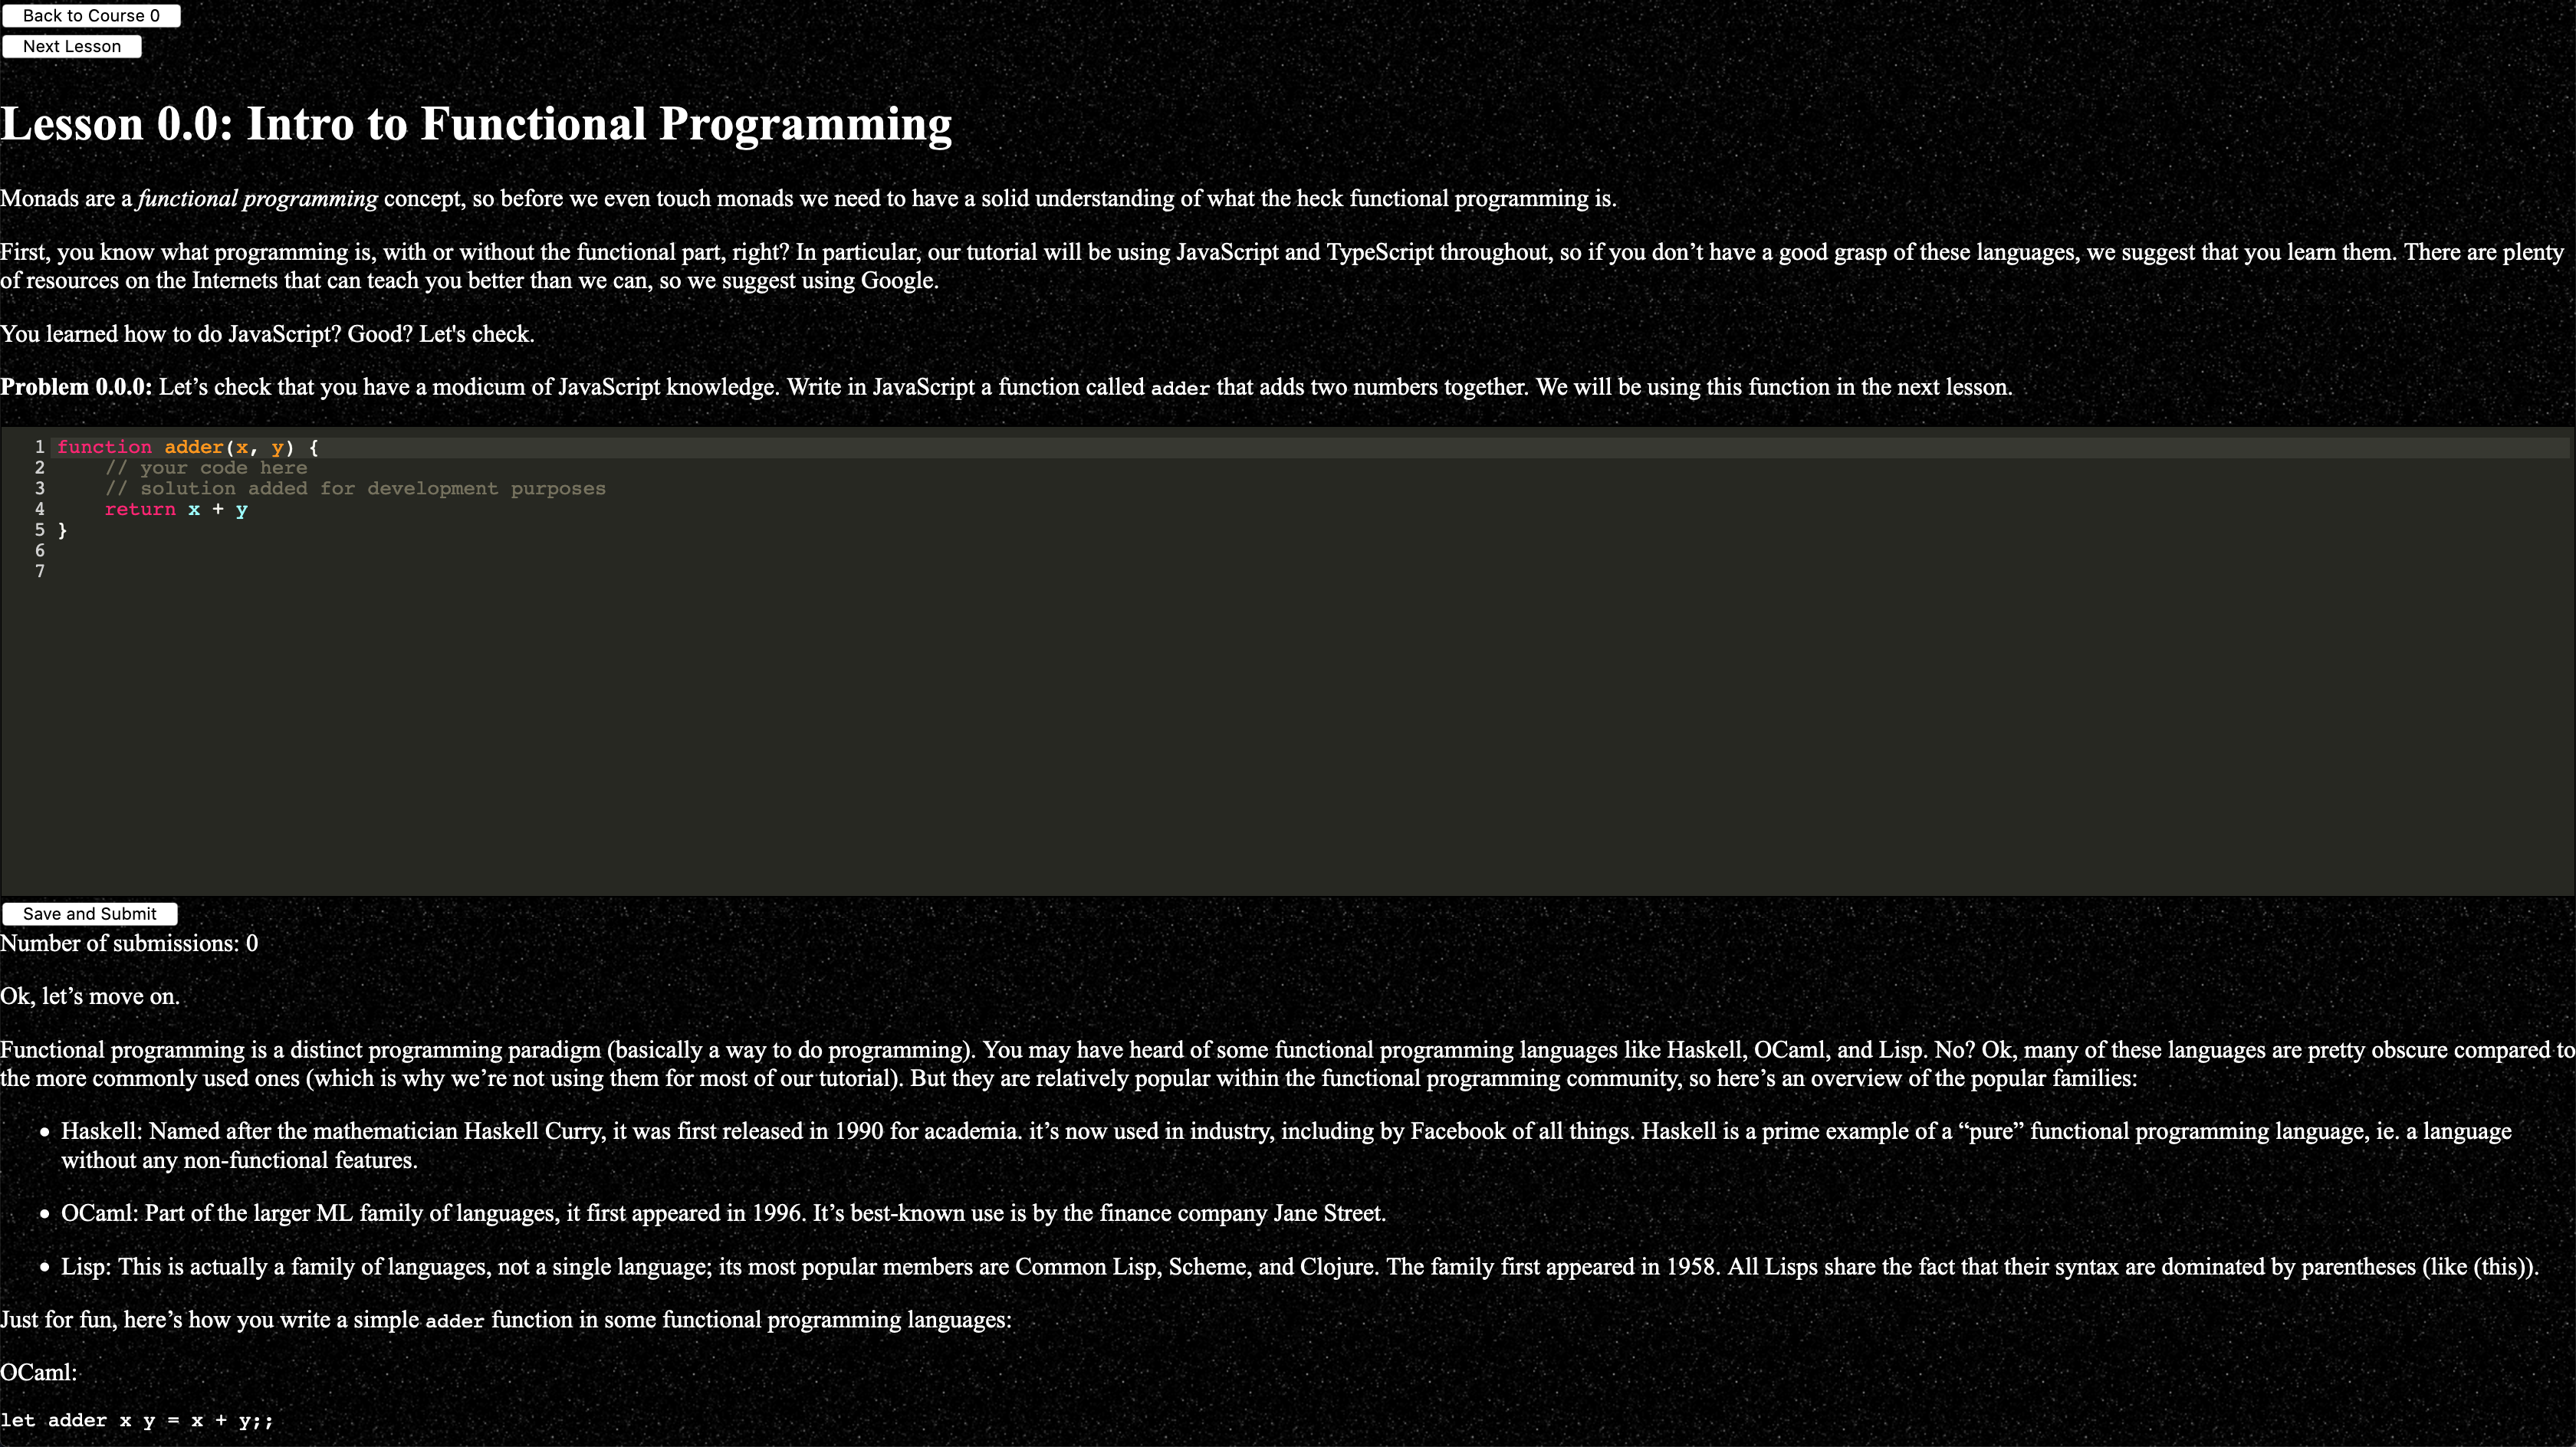 Back to Course 0
Next Lesson
Lesson 0.0: Intro to Functional Programming
Monads are a functional programming concept, so before we even touch monads we need to have a solid understanding of what the heck functional programming is.
First, you know what programming is, with or without the functional part, right? In particular, our tutorial will be using JavaScript and TypeScript throughout, so if you don’t have a good grasp of these languages, we suggest that you learn them. There are plenty
of resources on the Internets that can teach you better than we can, so we suggest using Google.
You learned how to do JavaScript? Good? Let's check.
Problem 0.0.0: Let’s check that you have a modicum of JavaScript knowledge. Write in JavaScript a function called adder that adds two numbers together. We will be using this function in the next lesson.
1 function adder(x, y) {
2     // your code here
3     // solution added for development purposes
4     return x + y
5 }
6
7
Save and Submit
Number of submissions: 0
Ok, let’s move on.
Functional programming is a distinct programming paradigm (basically a way to do programming). You may have heard of some functional programming languages like Haskell, OCaml, and Lisp. No? Ok, many of these languages are pretty obscure compared to
the more commonly used ones (which is why we’re not using them for most of our tutorial). But they are relatively popular within the functional programming community, so here’s an overview of the popular families:
• Haskell: Named after the mathematician Haskell Curry, it was first released in 1990 for academia. it’s now used in industry, including by Facebook of all things. Haskell is a prime example of a “pure” functional programming language, ie. a language
without any non-functional features.
• OCaml: Part of the larger ML family of languages, it first appeared in 1996. It’s best-known use is by the finance company Jane Street.
• Lisp: This is actually a family of languages, not a single language; its most popular members are Common Lisp, Scheme, and Clojure. The family first appeared in 1958. All Lisps share the fact that their syntax are dominated by parentheses (like (this)).
Just for fun, here’s how you write a simple adder function in some functional programming languages:
OCaml:
let adder x y = x + y;;